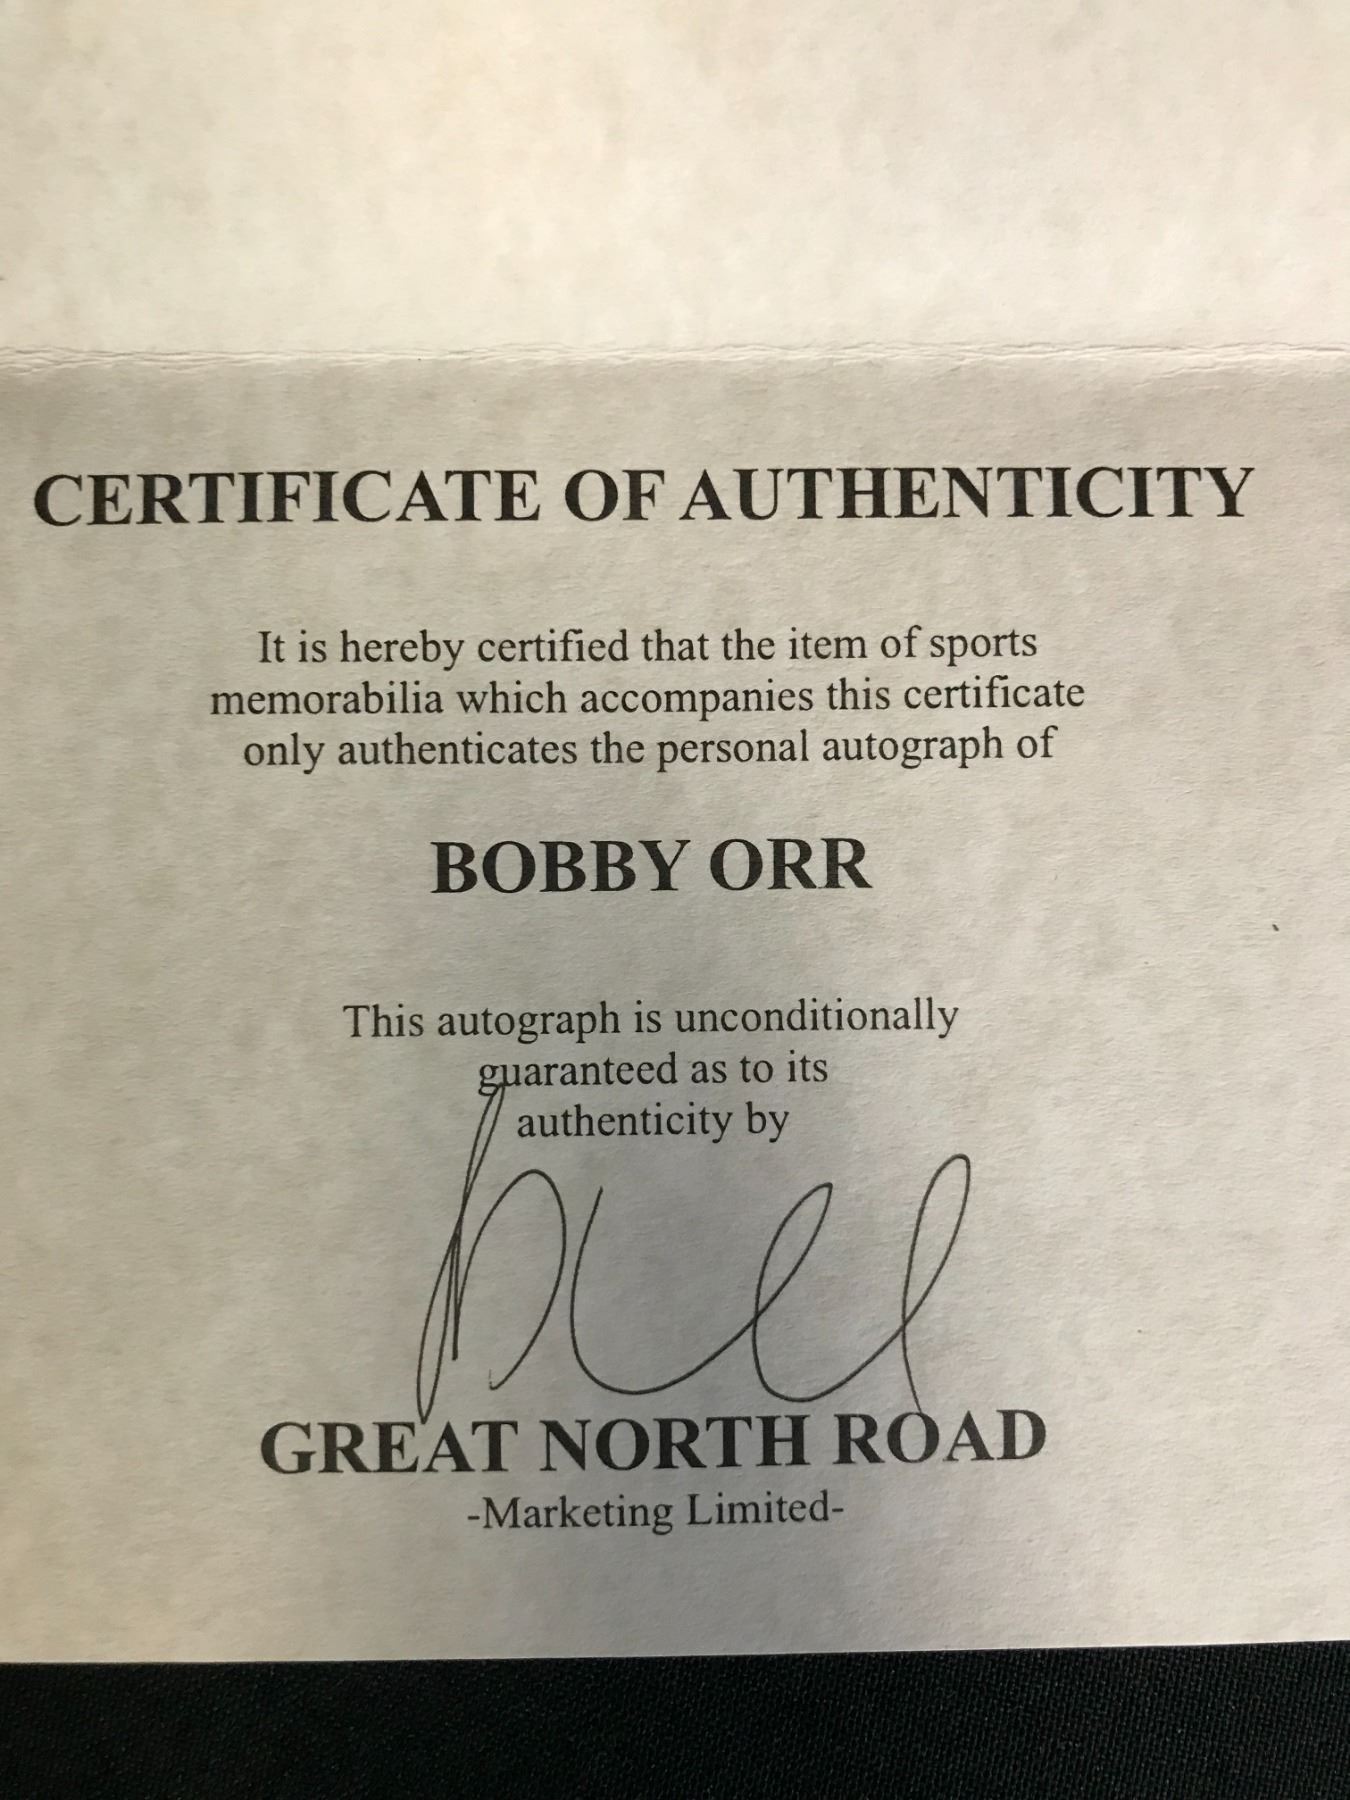 CERTIFICATE OF AUTHENTICITY
It is hereby certified that the item of sports
memorabilia which accompanies this certificate
only authenticates the personal autograph of
BOBBY ORR
This autograph is unconditionally
guaranteed as to its
authenticity by
GREAT NORTH ROAD
-Marketing Limited-